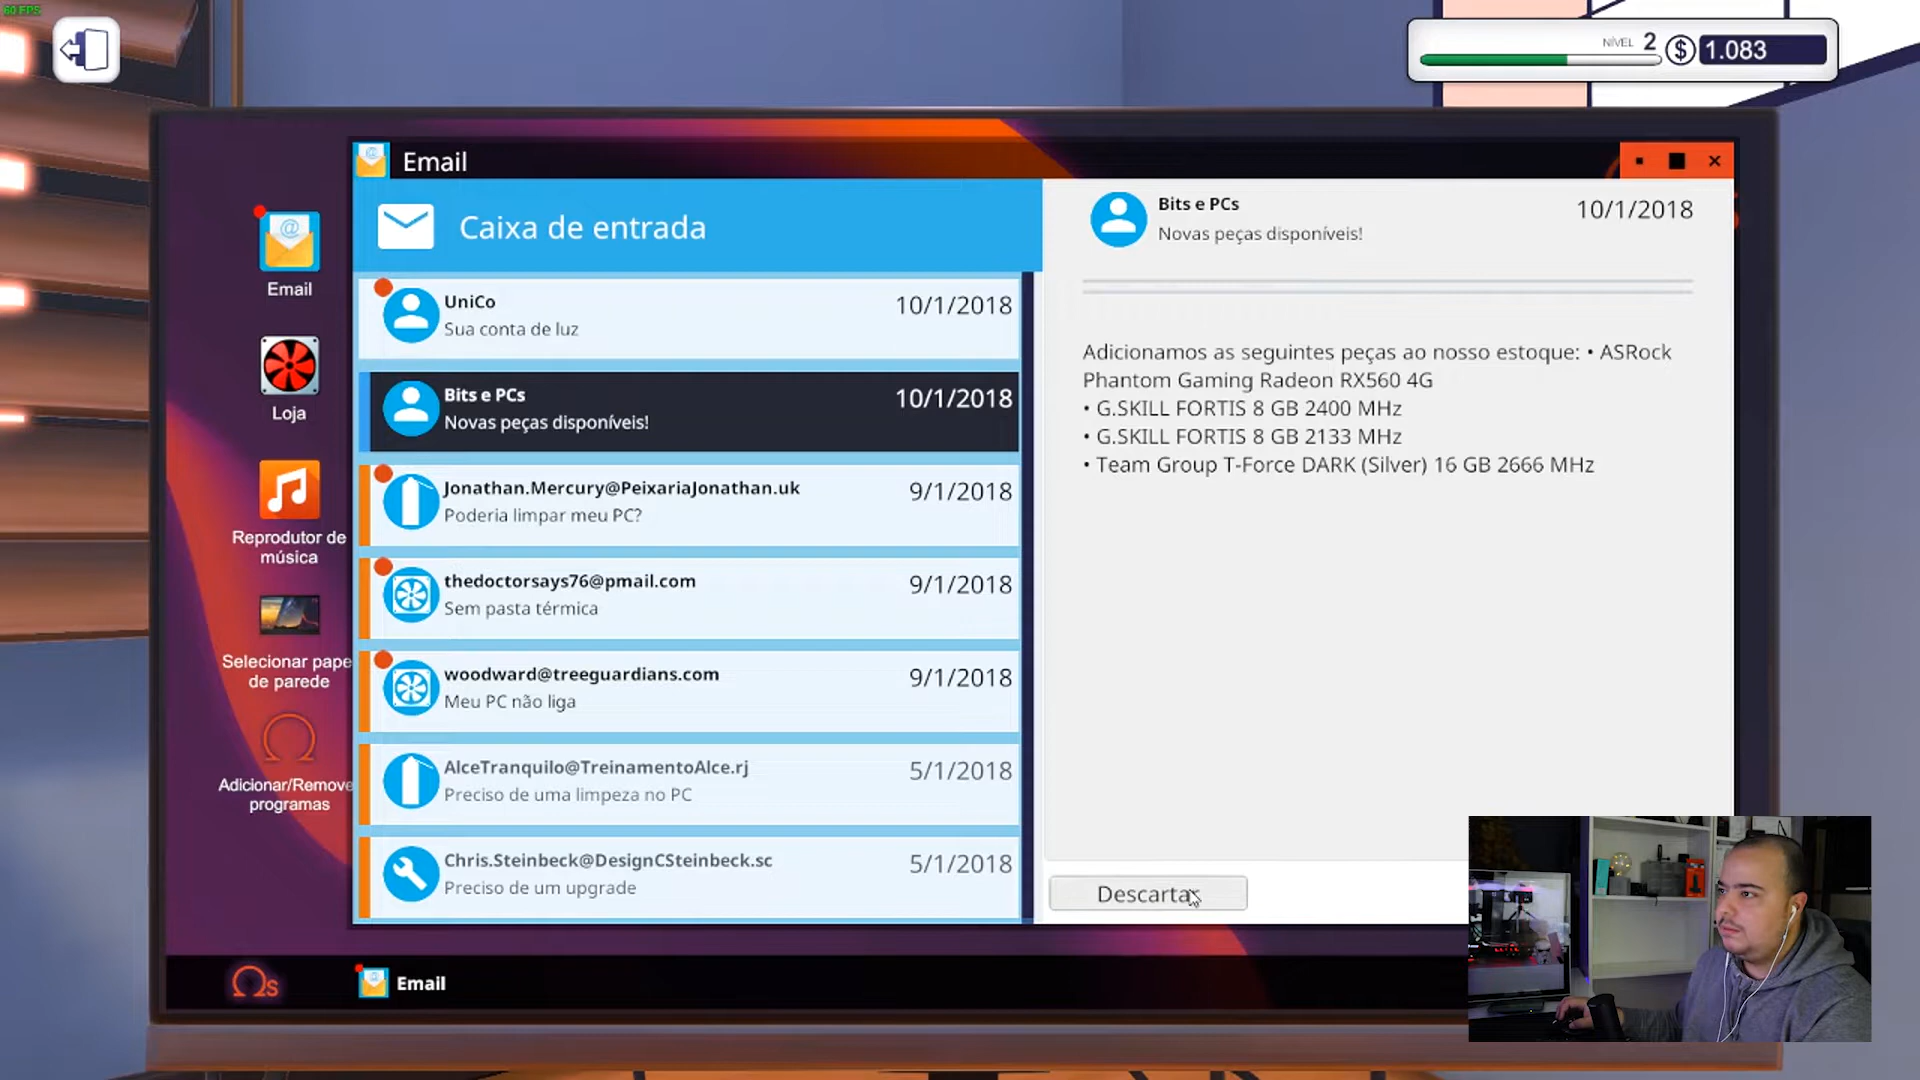 60 FPS
NÍVEL 2 $ 1.083
Email
Caixa de entrada
Bits e PCs
10/1/2018
Novas peças disponíveis!
Email
Loja
Reprodutor de
música
Selecionar pape
de parede
Adicionar/Remove
programas
UniCo
10/1/2018
Sua conta de luz
Bits e PCs
10/1/2018
Novas peças disponíveis!
Jonathan.Mercury@PeixariaJonathan.uk
9/1/2018
Poderia limpar meu PC?
thedoctorsays76@pmail.com
9/1/2018
Sem pasta térmica
woodward@treeguardians.com
9/1/2018
Meu PC não liga
AlceTranquilo@TreinamentoAlce.rj
5/1/2018
Preciso de uma limpeza no PC
Chris.Steinbeck@DesignCSteinbeck.sc
5/1/2018
Preciso de um upgrade
Adicionamos as seguintes peças ao nosso estoque: • ASRock
Phantom Gaming Radeon RX560 4G
• G.SKILL FORTIS 8 GB 2400 MHz
• G.SKILL FORTIS 8 GB 2133 MHz
• Team Group T-Force DARK (Silver) 16 GB 2666 MHz
Descartar
Ωs
Email